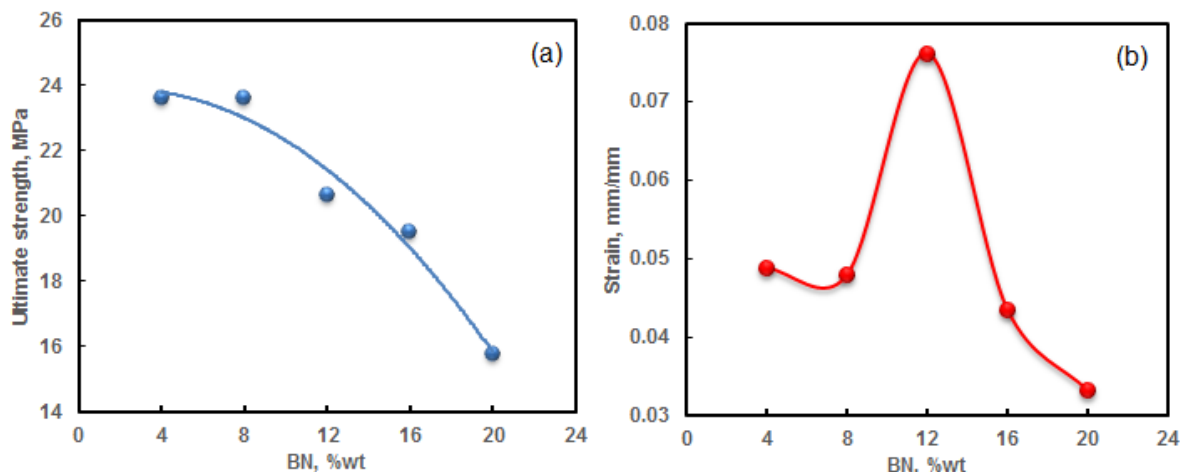 (a)
Ultimate strength, MPa
26
24
22
20
18
16
14
0 4 8 12 16 20 24
BN, %wt
(b)
Strain, mm/mm
0.08
0.07
0.06
0.05
0.04
0.03
0 4 8 12 16 20 24
BN, %wt